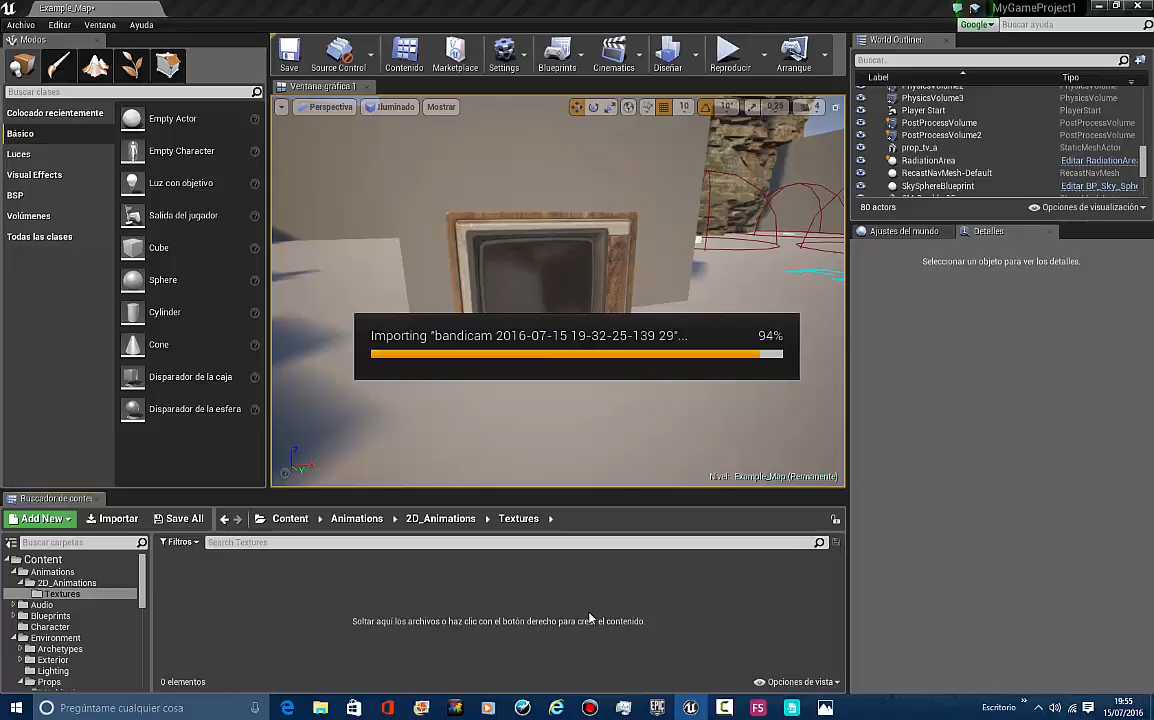 Example_Map*
MyGameProject1
Archivo Editar Ventana Ayuda
Google
Buscar ayuda
Modos
Buscar clases
Colocado recientemente
Básico
Luces
Visual Effects
BSP
Volúmenes
Todas las clases
Empty Actor
Empty Character
Luz con objetivo
Salida del jugador
Cube
Sphere
Cylinder
Cone
Disparador de la caja
Disparador de la esfera
Save
Source Control
Contenido
Marketplace
Settings
Blueprints
Cinematics
Diseñar
Reproducir
Arranque
Ventana gráfica 1
Perspectiva
Iluminado
Mostrar
10
10°
0,25
4
Importing "bandicam 2016-07-15 19-32-25-139 29"... 94%
Nivel: Example_Map (Permanente)
World Outliner
Buscar...
Label Tipo
PhysicsVolume2 PhysicsVolume
PhysicsVolume3 PhysicsVolume
Player Start PlayerStart
PostProcessVolume PostProcessVolume
PostProcessVolume2 PostProcessVolume
prop_tv_a StaticMeshActor
RadiationArea Editar RadiationArea
RecastNavMesh-Default RecastNavMesh
SkySphereBlueprint Editar BP_Sky_Sphe
80 actors
Opciones de visualización
Ajustes del mundo
Detalles
Seleccionar un objeto para ver los detalles.
Buscador de conte
Add New
Importar
Save All
Content
Animations
2D_Animations
Textures
Buscar carpetas
Filtros
Search Textures
Content
Animations
2D_Animations
Textures
Audio
Blueprints
Character
Environment
Archetypes
Exterior
Lighting
Props
Soltar aquí los archivos o haz clic con el botón derecho para crear el contenido.
0 elementos
Opciones de vista
Pregúntame cualquier cosa
Escritorio
19:55
15/07/2016